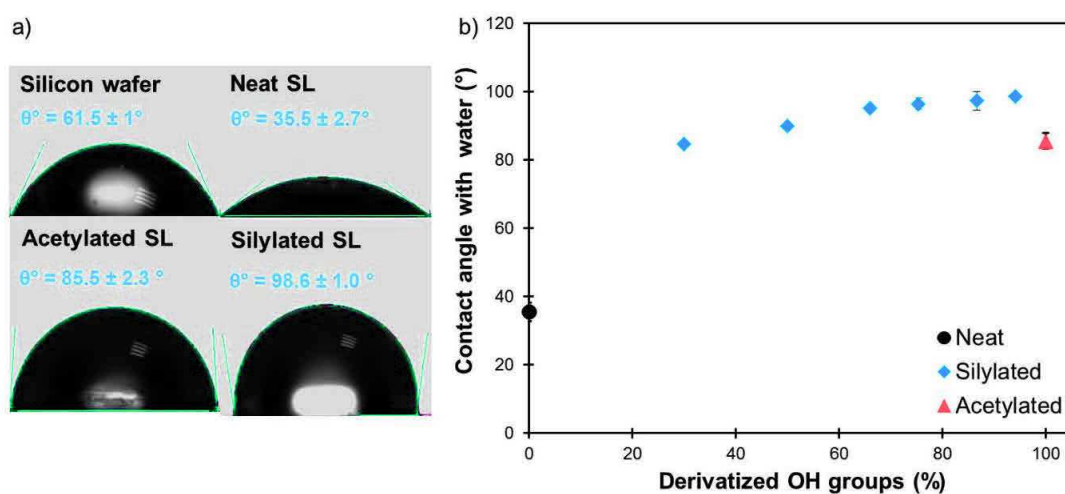 a)
Silicon wafer
θ° = 61.5 ± 1°
Neat SL
θ° = 35.5 ± 2.7°
Acetylated SL
θ° = 85.5 ± 2.3 °
Silylated SL
θ° = 98.6 ± 1.0 °
b)
Contact angle with water (°)
120
100
80
60
40
20
0
0 20 40 60 80 100
Derivatized OH groups (%)
Neat
Silylated
Acetylated